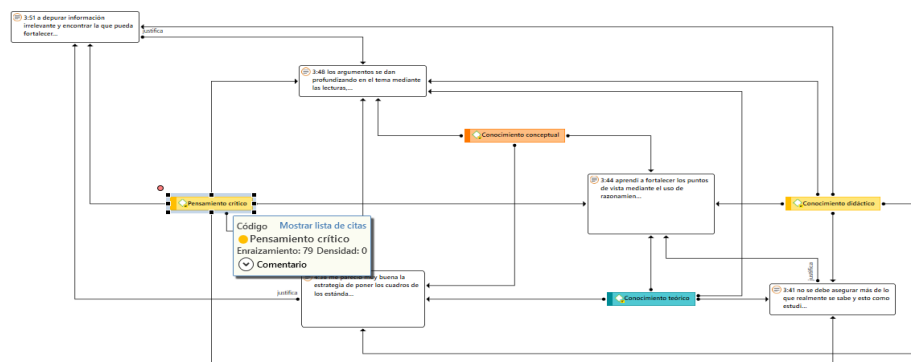 3:51 a depurar información
irrelevante y encontrar la que pueda
fortalecer...
justifica
3:48 los argumentos se dan
profundizando en el tema mediante
las lecturas,...
Conocimiento conceptual
3:44 aprendi a fortalecer los puntos
de vista mediante el uso de
razonamien...
Pensamiento crítico
Conocimiento didáctico
Código Mostrar lista de citas
Pensamiento crítico
Enraizamiento: 79 Densidad: 0
Comentario
muy buena la
estrategia de poner los cuadros de
los estánda...
justifica
Conocimiento teórico
justifica
3:41 no se debe asegurar más de lo
que realmente se sabe y esto como
estudi...